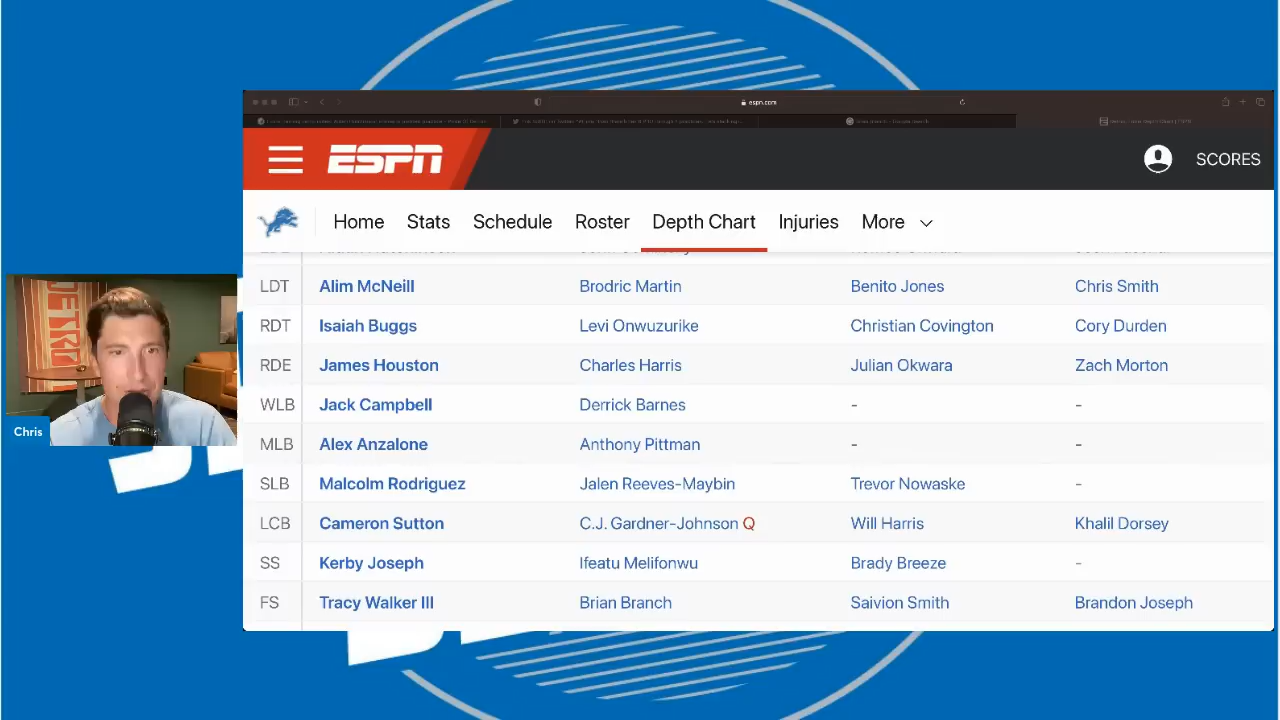 espn.com
ESPN
SCORES
Home Stats Schedule Roster Depth Chart Injuries More
LDT Alim McNeill Brodric Martin Benito Jones Chris Smith
RDT Isaiah Buggs Levi Onwuzurike Christian Covington Cory Durden
RDE James Houston Charles Harris Julian Okwara Zach Morton
WLB Jack Campbell Derrick Barnes - -
MLB Alex Anzalone Anthony Pittman - -
SLB Malcolm Rodriguez Jalen Reeves-Maybin Trevor Nowaske -
LCB Cameron Sutton C.J. Gardner-Johnson Q Will Harris Khalil Dorsey
SS Kerby Joseph Ifeatu Melifonwu Brady Breeze -
FS Tracy Walker III Brian Branch Saivion Smith Brandon Joseph
Chris